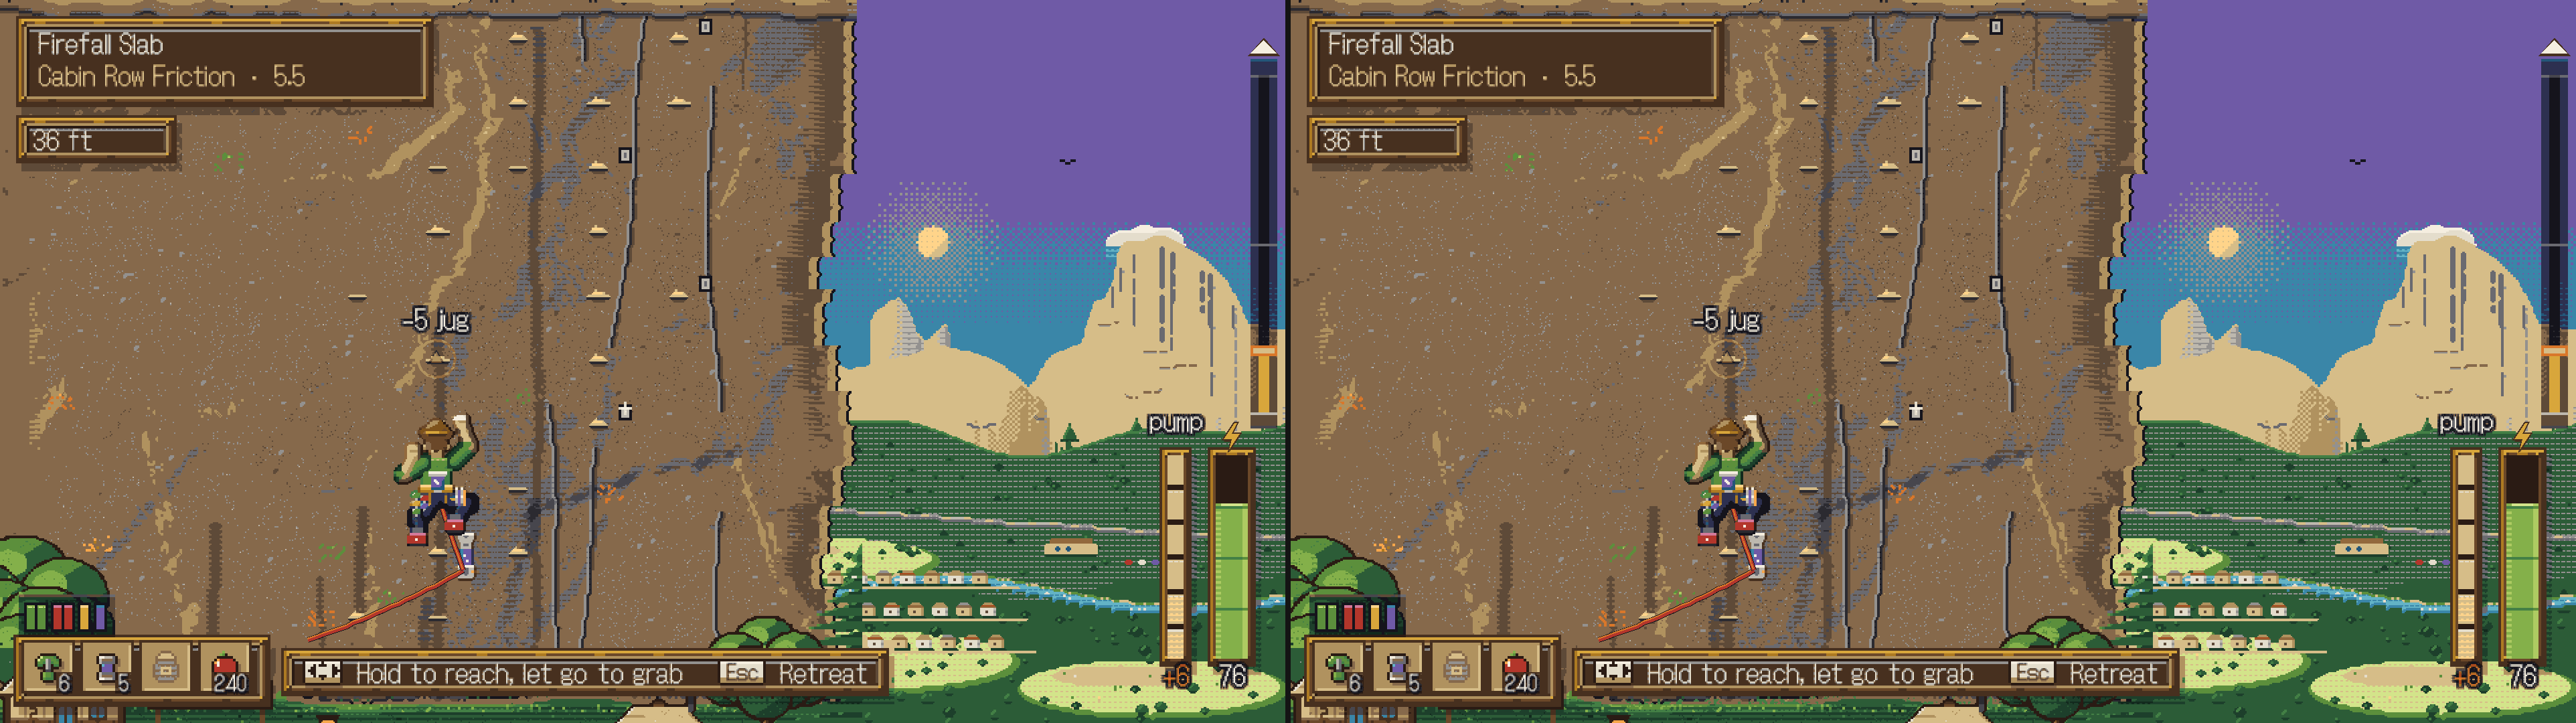 Firefall Slab
Cabin Row Friction · 5.5
36 ft
-5 jug
pump
6
5
240
Hold to reach, let go to grab
Esc Retreat
+6
76
Firefall Slab
Cabin Row Friction · 5.5
36 ft
-5 jug
pump
6
5
240
Hold to reach, let go to grab
Esc Retreat
+6
76